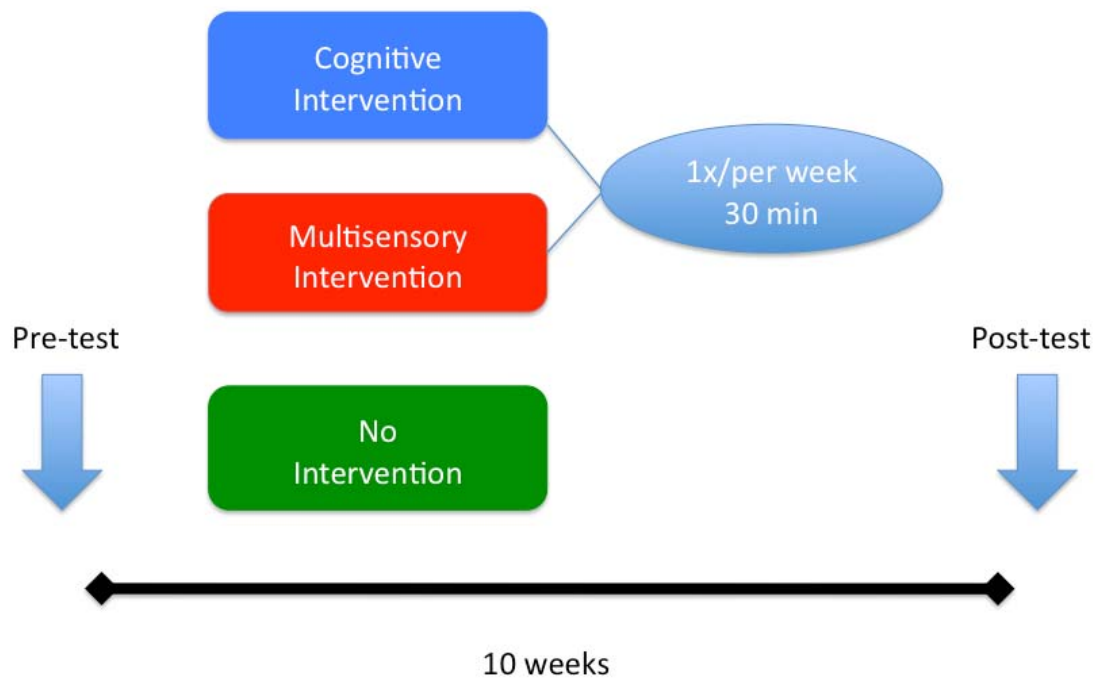 Cognitive
Intervention
1x/per week
30 min
Multisensory
Intervention
Pre-test
Post-test
No
Intervention
10 weeks